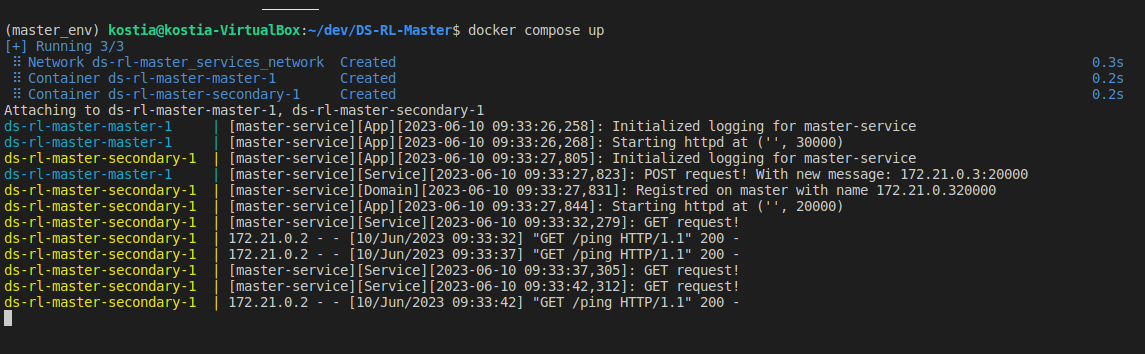 (master_env) kostia@kostia-VirtualBox:~/dev/DS-RL-Master$ docker compose up
[+] Running 3/3
⠿ Network ds-rl-master_services_network  Created 0.3s
⠿ Container ds-rl-master-master-1        Created 0.2s
⠿ Container ds-rl-master-secondary-1     Created 0.2s
Attaching to ds-rl-master-master-1, ds-rl-master-secondary-1
ds-rl-master-master-1     | [master-service][App][2023-06-10 09:33:26,258]: Initialized logging for master-service
ds-rl-master-master-1     | [master-service][App][2023-06-10 09:33:26,268]: Starting httpd at ('', 30000)
ds-rl-master-secondary-1  | [master-service][App][2023-06-10 09:33:27,805]: Initialized logging for master-service
ds-rl-master-master-1     | [master-service][Service][2023-06-10 09:33:27,823]: POST request! With new message: 172.21.0.3:20000
ds-rl-master-secondary-1  | [master-service][Domain][2023-06-10 09:33:27,831]: Registred on master with name 172.21.0.320000
ds-rl-master-secondary-1  | [master-service][App][2023-06-10 09:33:27,844]: Starting httpd at ('', 20000)
ds-rl-master-secondary-1  | [master-service][Service][2023-06-10 09:33:32,279]: GET request!
ds-rl-master-secondary-1  | 172.21.0.2 - - [10/Jun/2023 09:33:32] "GET /ping HTTP/1.1" 200 -
ds-rl-master-secondary-1  | 172.21.0.2 - - [10/Jun/2023 09:33:37] "GET /ping HTTP/1.1" 200 -
ds-rl-master-secondary-1  | [master-service][Service][2023-06-10 09:33:37,305]: GET request!
ds-rl-master-secondary-1  | [master-service][Service][2023-06-10 09:33:42,312]: GET request!
ds-rl-master-secondary-1  | 172.21.0.2 - - [10/Jun/2023 09:33:42] "GET /ping HTTP/1.1" 200 -